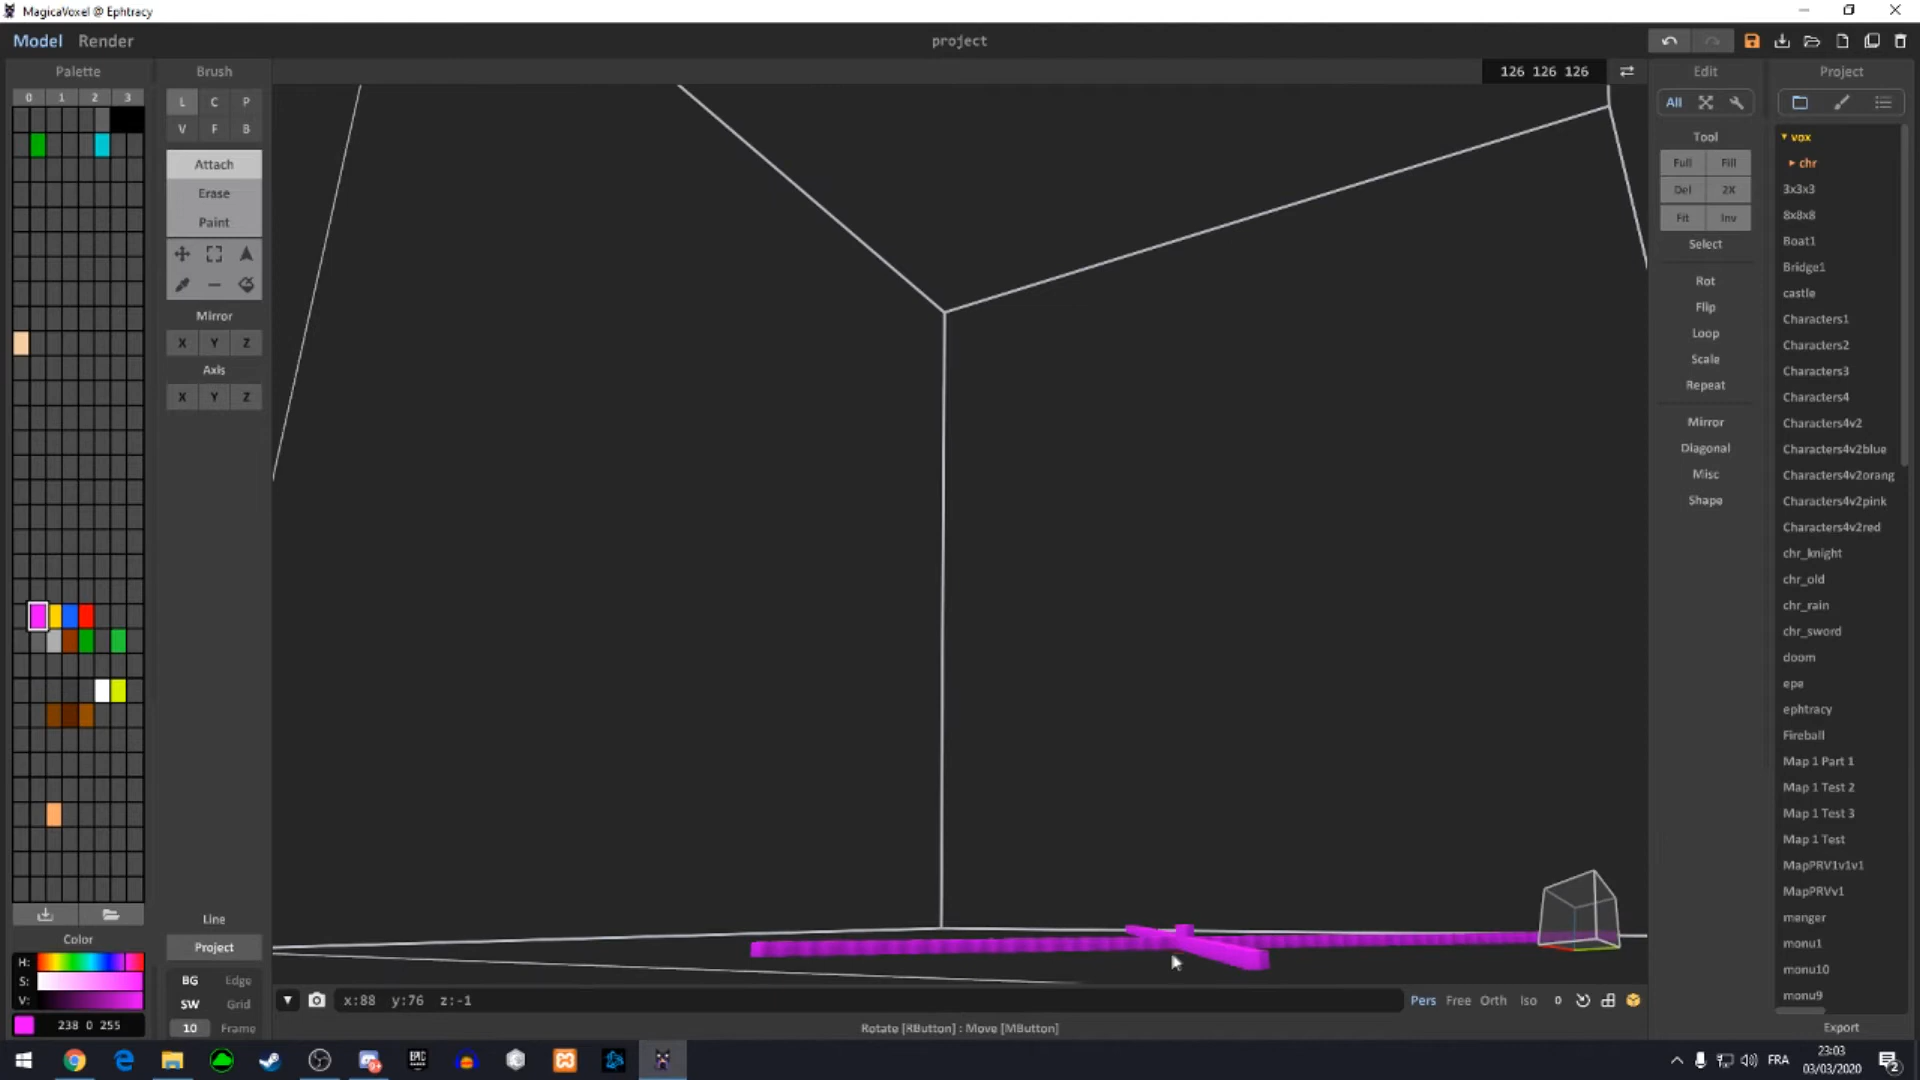 MagicaVoxel @ Ephtracy
Model Render
project
Palette
Brush
126 126 126
Edit
Project
0 1 2 3
L C P
V F B
All
vox
chr
Attach
Erase
Paint
Tool
Full Fill
Del 2X
Fit Inv
Select
Rot
Flip
Loop
Scale
Repeat
Mirror
Diagonal
Misc
Shape
Mirror
X Y Z
Axis
X Y Z
3x3x3
8x8x8
Boat1
Bridge1
castle
Characters1
Characters2
Characters3
Characters4
Characters4v2
Characters4v2blue
Characters4v2orang
Characters4v2pink
Characters4v2red
chr_knight
chr_old
chr_rain
chr_sword
doom
epe
ephtracy
Fireball
Map 1 Part 1
Map 1 Test 2
Map 1 Test 3
Map 1 Test
MapPRV1v1v1
MapPRVv1
menger
monu1
monu10
monu9
Export
Line
Project
BG Edge
SW Grid
10 Frame
Color
H:
S:
V:
238 0 255
x:88 y:76 z:-1
Pers Free Orth Iso 0
Rotate [RButton] : Move [MButton]
EPIC
FRA
23:03
03/03/2020
2